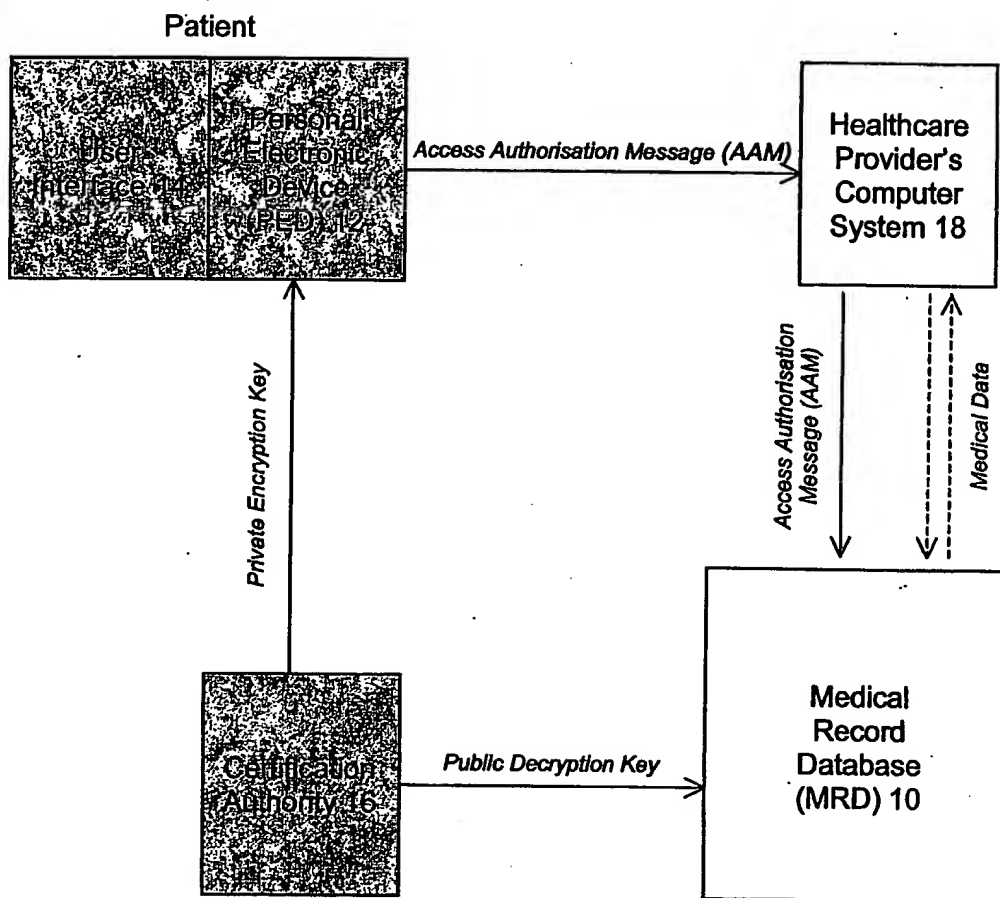 Patient
User
Interface 14
Personal
Electronic
Device
(PED) 12
Access Authorisation Message (AAM)
Healthcare
Provider's
Computer
System 18
Private Encryption Key
Access Authorisation
Message (AAM)
Medical Data
Certification
Authority 16
Public Decryption Key
Medical
Record
Database
(MRD) 10